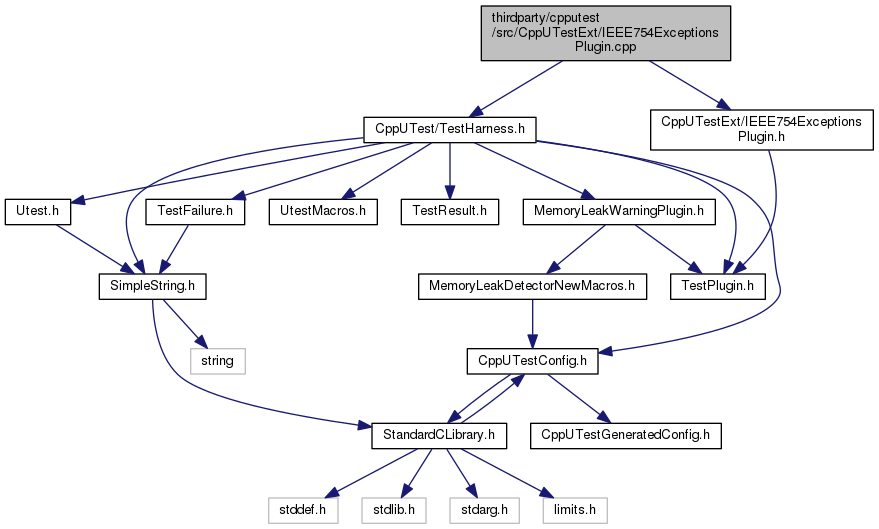 thirdparty/cpputest
/src/CppUTestExt/IEEE754Exceptions
Plugin.cpp
CppUTest/TestHarness.h
CppUTestExt/IEEE754Exceptions
Plugin.h
Utest.h
TestFailure.h
UtestMacros.h
TestResult.h
MemoryLeakWarningPlugin.h
SimpleString.h
MemoryLeakDetectorNewMacros.h
TestPlugin.h
string
CppUTestConfig.h
StandardCLibrary.h
CppUTestGeneratedConfig.h
stddef.h
stdlib.h
stdarg.h
limits.h